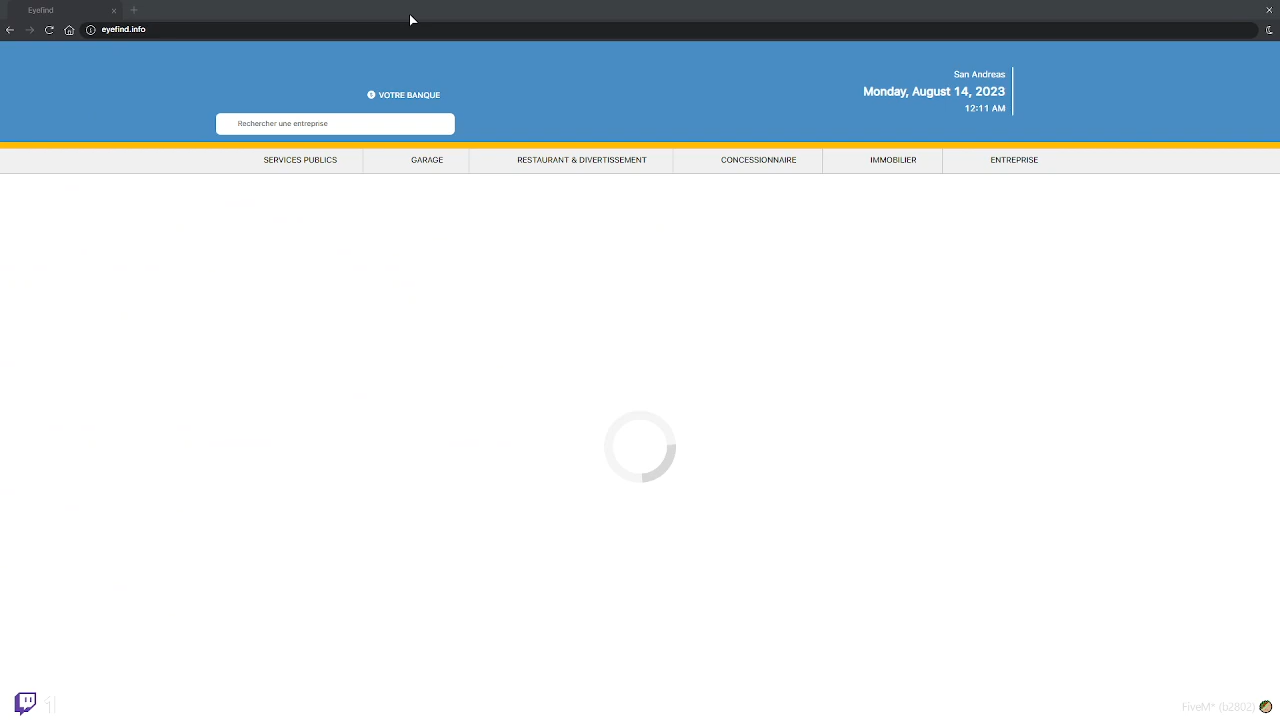 Eyefind
eyefind.info
San Andreas
Monday, August 14, 2023
12:11 AM
VOTRE BANQUE
Rechercher une entreprise
SERVICES PUBLICS
GARAGE
RESTAURANT & DIVERTISSEMENT
CONCESSIONNAIRE
IMMOBILIER
ENTREPRISE
FiveM* (b2802)